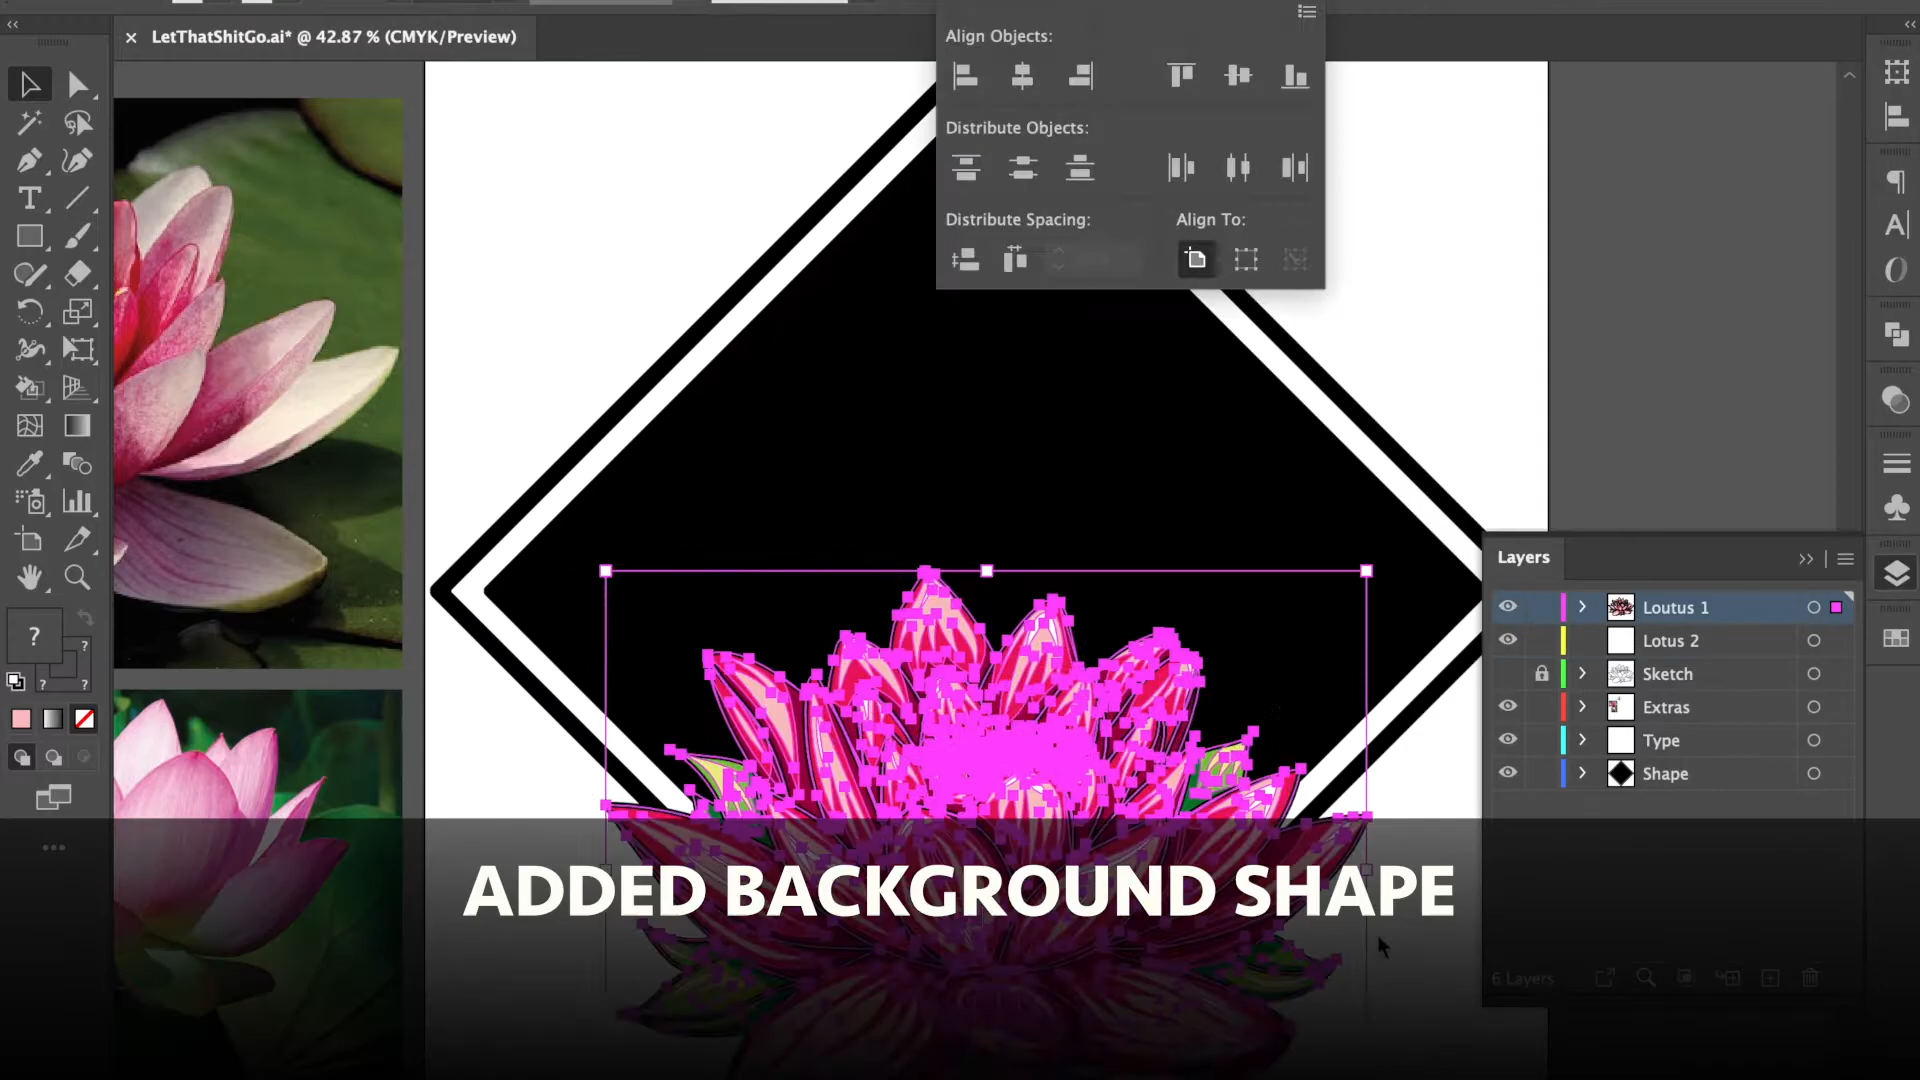 LetThatShitGo.ai* @ 42.87 % (CMYK/Preview)
Align Objects:
Distribute Objects:
Distribute Spacing:
Align To:
Layers
Loutus 1
Lotus 2
Sketch
Extras
Type
Shape
ADDED BACKGROUND SHAPE
6 Layers